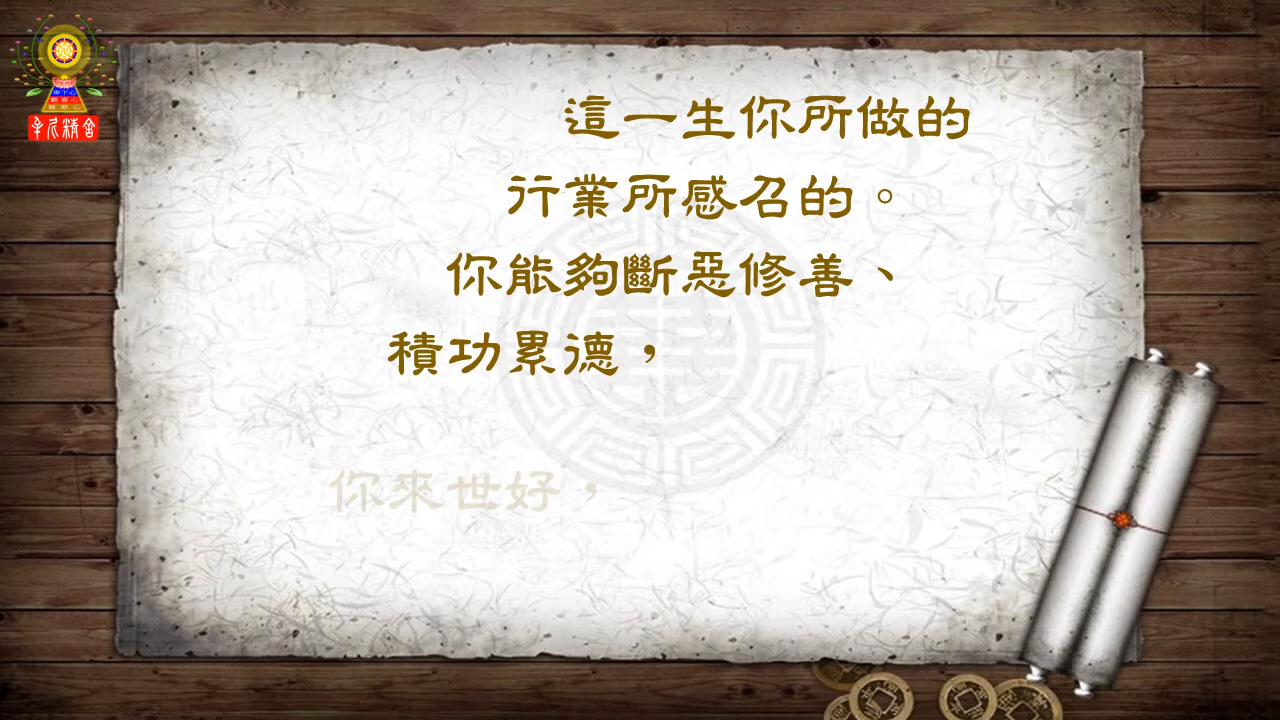 這一生你所做的
行業所感召的。
你能夠斷惡修善、
積功累德，
你來世好，